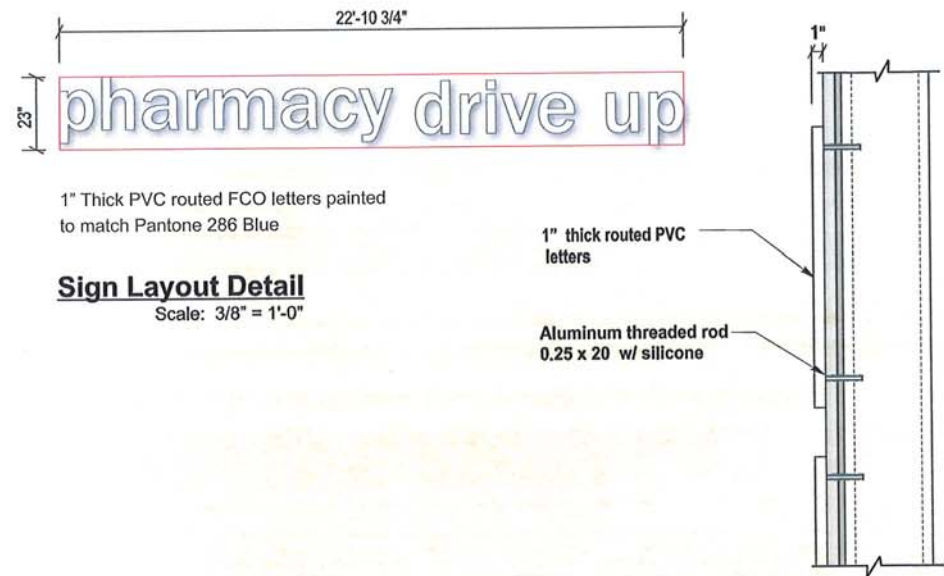 22'-10 3/4"
23"
pharmacy drive up
1" Thick PVC routed FCO letters painted
to match Pantone 286 Blue
Sign Layout Detail
Scale: 3/8" = 1'-0"
1"
1" thick routed PVC
letters
Aluminum threaded rod
0.25 x 20 w/ silicone